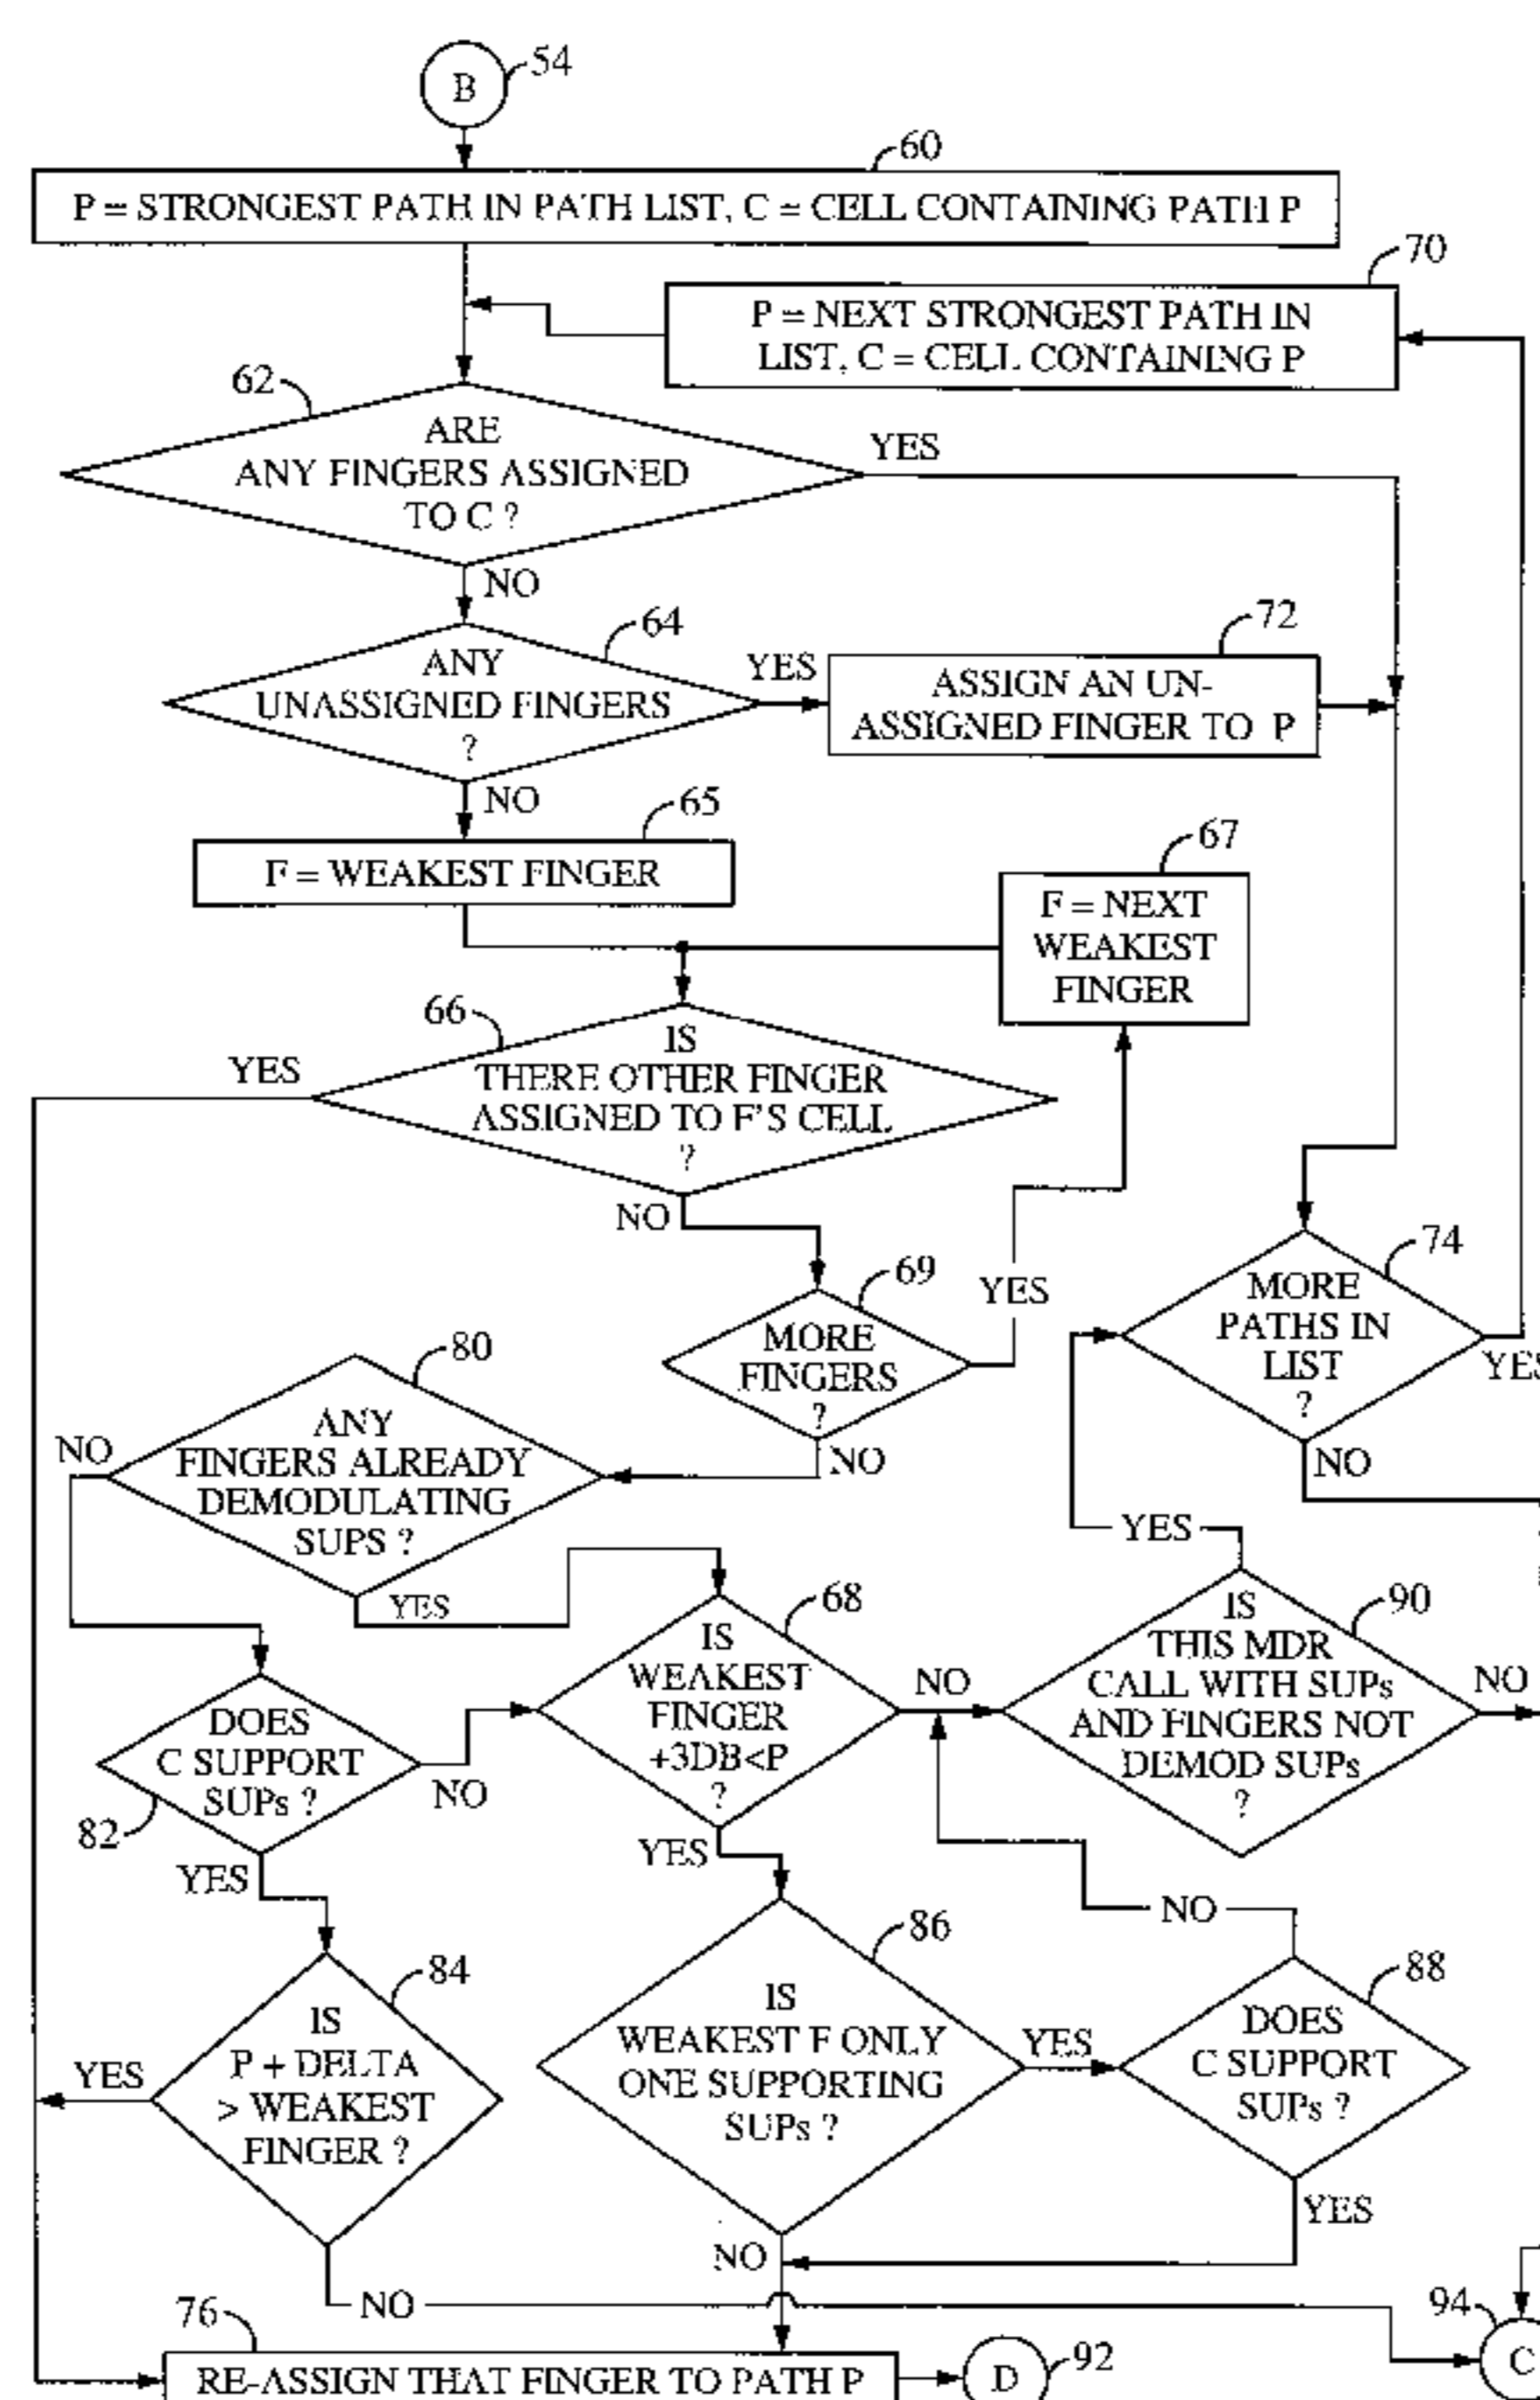 B
54
60
P = STRONGEST PATH IN PATH LIST, C = CELL CONTAINING PATH P
70
P = NEXT STRONGEST PATH IN
LIST, C = CELL CONTAINING P
62
ARE
ANY FINGERS ASSIGNED
TO C ?
YES
NO
64
ANY
UNASSIGNED FINGERS
?
YES
72
ASSIGN AN UN-
ASSIGNED FINGER TO P
NO
65
F = WEAKEST FINGER
67
F = NEXT
WEAKEST
FINGER
66
IS
THERE OTHER FINGER
ASSIGNED TO F'S CELL
?
YES
NO
69
MORE
FINGERS
?
YES
NO
74
MORE
PATHS IN
LIST
?
YES
NO
80
ANY
FINGERS ALREADY
DEMODULATING
SUPS ?
NO
YES
68
IS
WEAKEST
FINGER
+3DB<P
?
NO
YES
90
IS
THIS MDR
CALL WITH SUPs
AND FINGERS NOT
DEMOD SUPs
?
YES
NO
82
DOES
C SUPPORT
SUPs ?
NO
YES
84
IS
P + DELTA
> WEAKEST
FINGER ?
YES
NO
86
IS
WEAKEST F ONLY
ONE SUPPORTING
SUPs ?
YES
NO
88
DOES
C SUPPORT
SUPs ?
NO
YES
76
RE-ASSIGN THAT FINGER TO PATH P
D
92
94
C